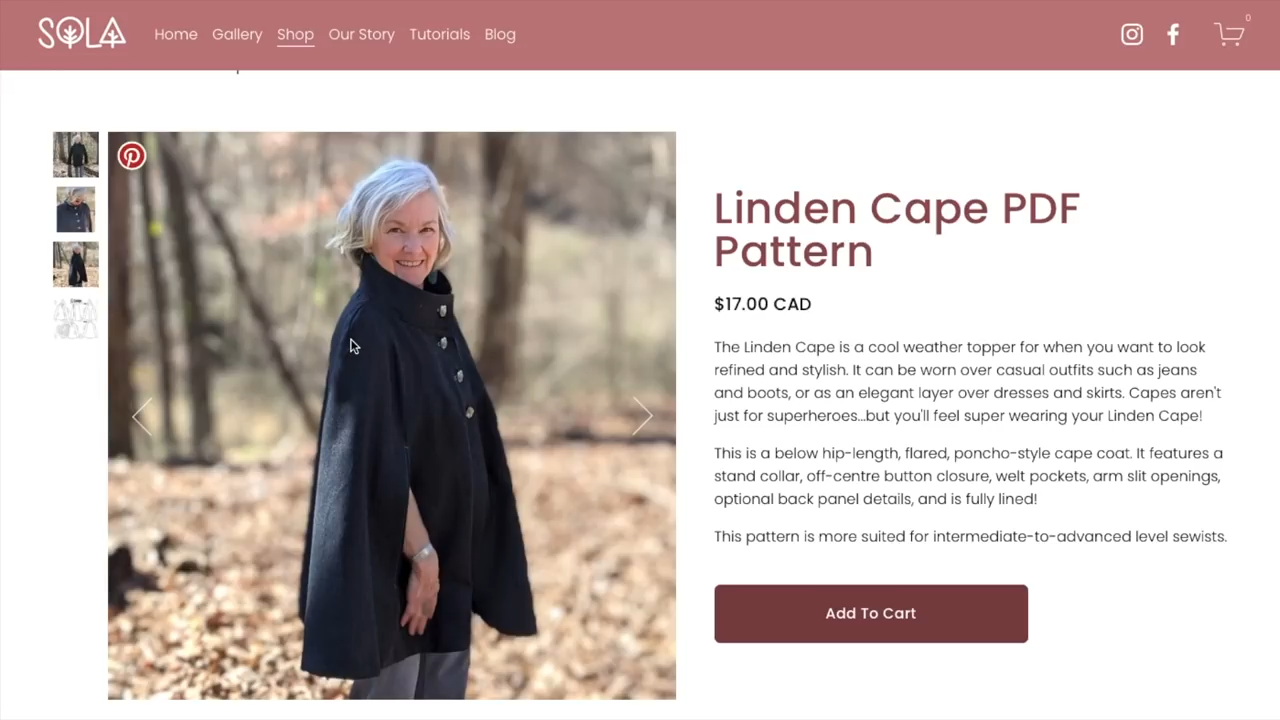 SOLA
Home Gallery Shop Our Story Tutorials Blog
0
Linden Cape PDF
Pattern
$17.00 CAD
The Linden Cape is a cool weather topper for when you want to look
refined and stylish. It can be worn over casual outfits such as jeans
and boots, or as an elegant layer over dresses and skirts. Capes aren't
just for superheroes...but you'll feel super wearing your Linden Cape!
This is a below hip-length, flared, poncho-style cape coat. It features a
stand collar, off-centre button closure, welt pockets, arm slit openings,
optional back panel details, and is fully lined!
This pattern is more suited for intermediate-to-advanced level sewists.
Add To Cart